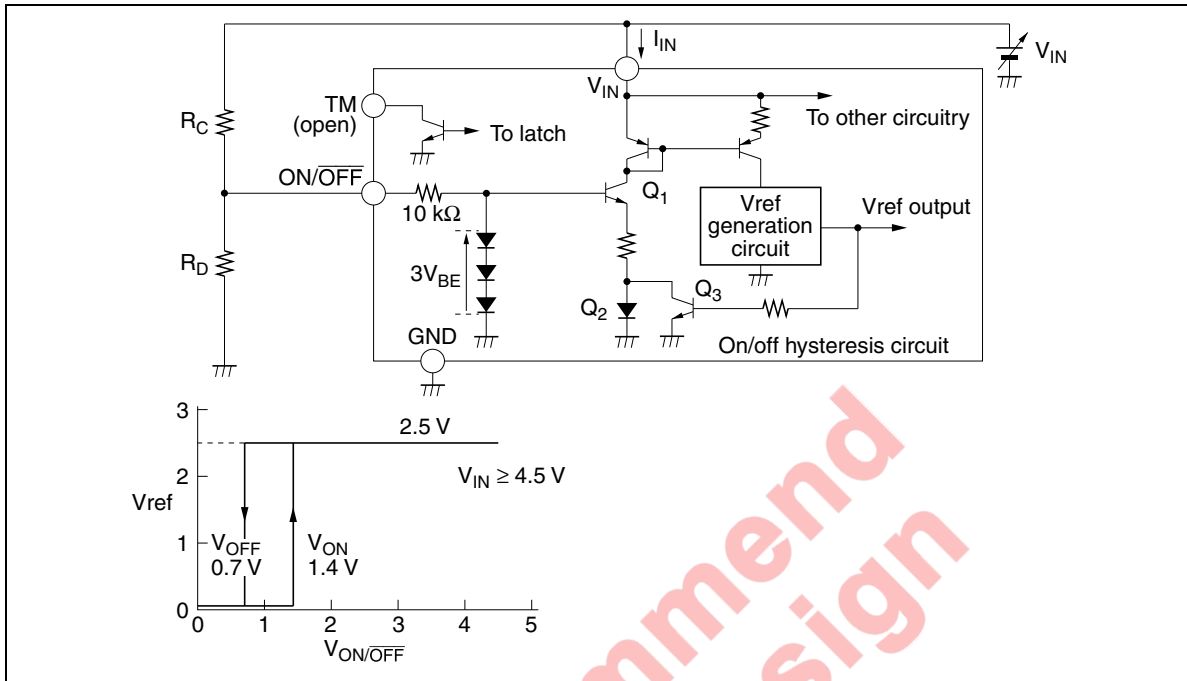 I_IN
V_IN
V_IN
TM
(open)
To latch
To other circuitry
R_C
ON/OFF
10 kΩ
Q_1
Vref
generation
circuit
Vref output
R_D
3V_BE
Q_2
Q_3
GND
On/off hysteresis circuit
3
2.5 V
2
V_IN ≥ 4.5 V
Vref
1
V_OFF
0.7 V
V_ON
1.4 V
0
0 1 2 3 4 5
V_ON/OFF
mmend
sign